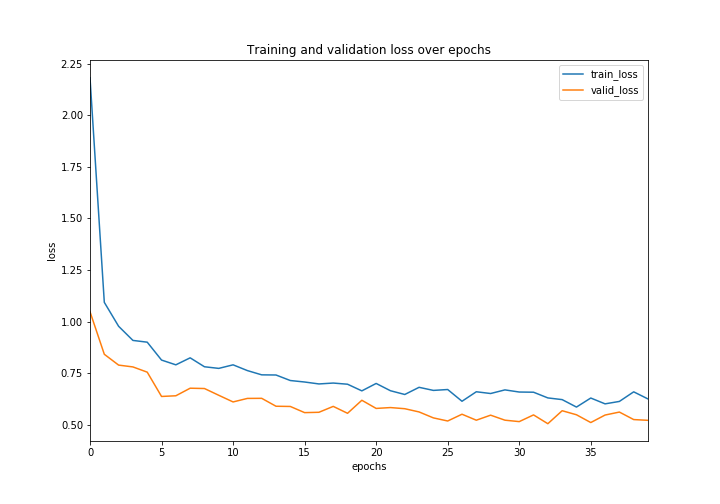 Training and validation loss over epochs
train_loss
valid_loss
2.25
2.00
1.75
1.50
1.25
1.00
0.75
0.50
loss
0 5 10 15 20 25 30 35
epochs